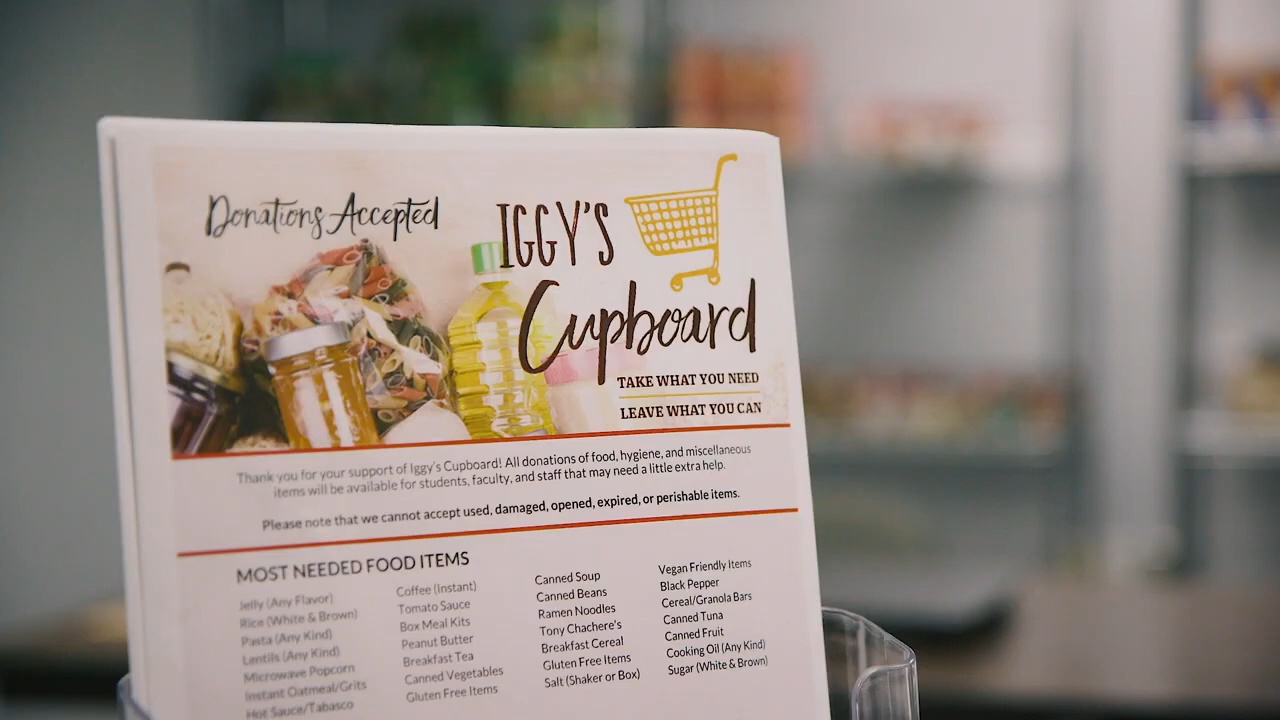 Donations Accepted
IGGY'S
Cupboard
TAKE WHAT YOU NEED
LEAVE WHAT YOU CAN
Thank you for your support of Iggy's Cupboard! All donations of food, hygiene, and miscellaneous
items will be available for students, faculty, and staff that may need a little extra help.
Please note that we cannot accept used, damaged, opened, expired, or perishable items.
MOST NEEDED FOOD ITEMS
Jelly (Any Flavor)
Rice (White & Brown)
Pasta (Any Kind)
Lentils (Any Kind)
Microwave Popcorn
Instant Oatmeal/Grits
Hot Sauce/Tabasco
Coffee (Instant)
Tomato Sauce
Box Meal Kits
Peanut Butter
Breakfast Tea
Canned Vegetables
Gluten Free Items
Canned Soup
Canned Beans
Ramen Noodles
Tony Chachere's
Breakfast Cereal
Gluten Free Items
Salt (Shaker or Box)
Vegan Friendly Items
Black Pepper
Cereal/Granola Bars
Canned Tuna
Canned Fruit
Cooking Oil (Any Kind)
Sugar (White & Brown)